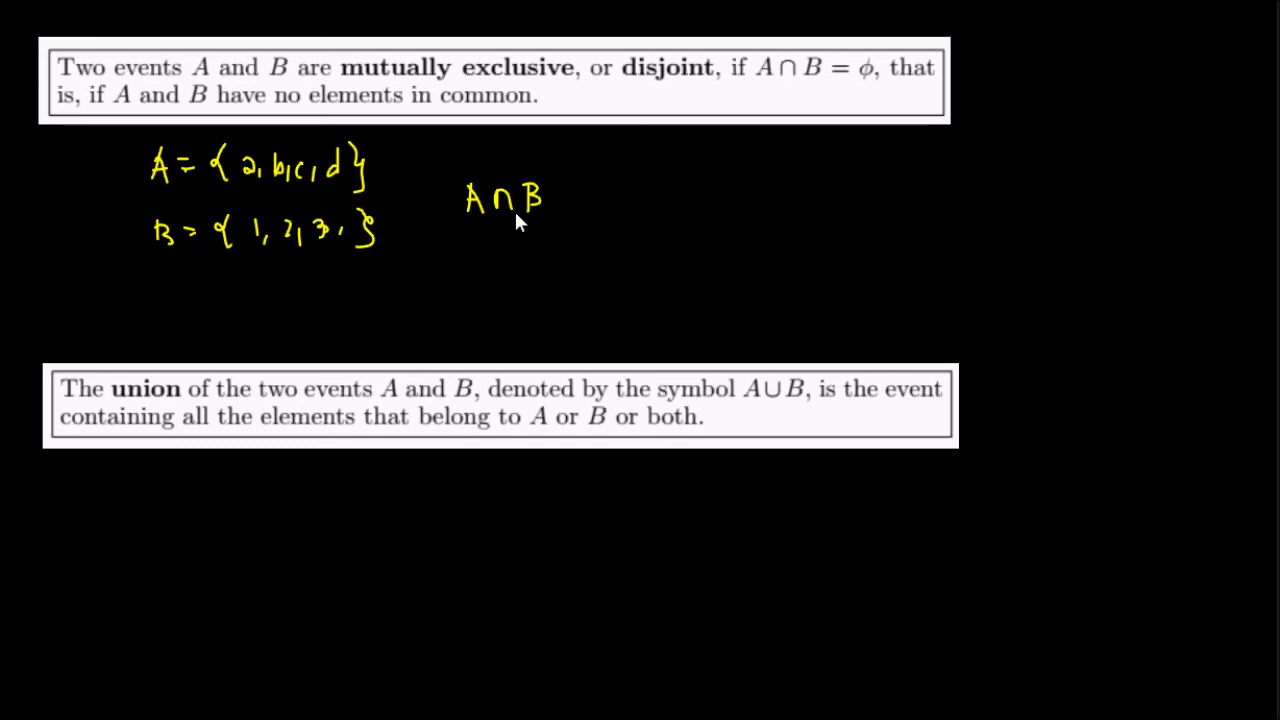 Two events A and B are mutually exclusive, or disjoint, if A ∩ B = ϕ, that
is, if A and B have no elements in common.
A = { a, b, c, d }
A ∩ B
B = { 1, 2, 3, }
The union of the two events A and B, denoted by the symbol A ∪ B, is the event
containing all the elements that belong to A or B or both.